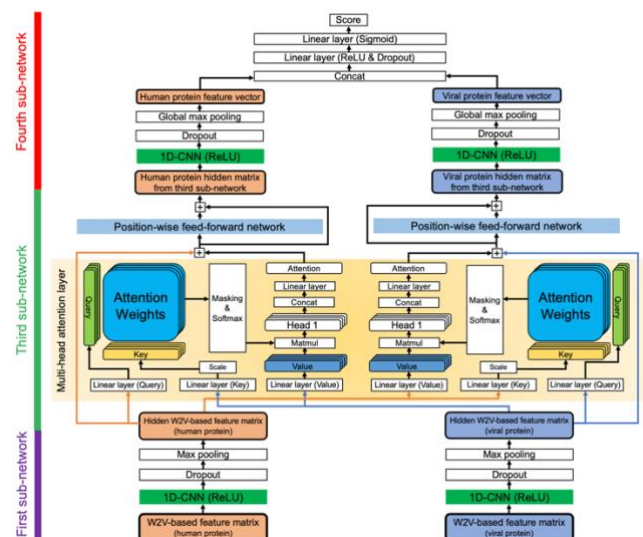 Score
Linear layer (Sigmoid)
Linear layer (ReLU & Dropout)
Concat
Human protein feature vector
Viral protein feature vector
Global max pooling
Global max pooling
Dropout
Dropout
1D-CNN (ReLU)
1D-CNN (ReLU)
Human protein hidden matrix
from third sub-network
Viral protein hidden matrix
from third sub-network
Fourth sub-network
+
+
Position-wise feed-forward network
Position-wise feed-forward network
+
+
Third sub-network
Multi-head attention layer
Query
Attention
Weights
Key
Masking
&
Softmax
Scale
Attention
Linear layer
Concat
Head 1
Matmul
Value
Attention
Linear layer
Concat
Head 1
Matmul
Value
Masking
&
Softmax
Scale
Attention
Weights
Key
Query
Linear layer (Query)
Linear layer (Key)
Linear layer (Value)
Linear layer (Value)
Linear layer (Key)
Linear layer (Query)
Hidden W2V-based feature matrix
(human protein)
Hidden W2V-based feature matrix
(viral protein)
Max pooling
Max pooling
Dropout
Dropout
1D-CNN (ReLU)
1D-CNN (ReLU)
W2V-based feature matrix
(human protein)
W2V-based feature matrix
(viral protein)
First sub-network